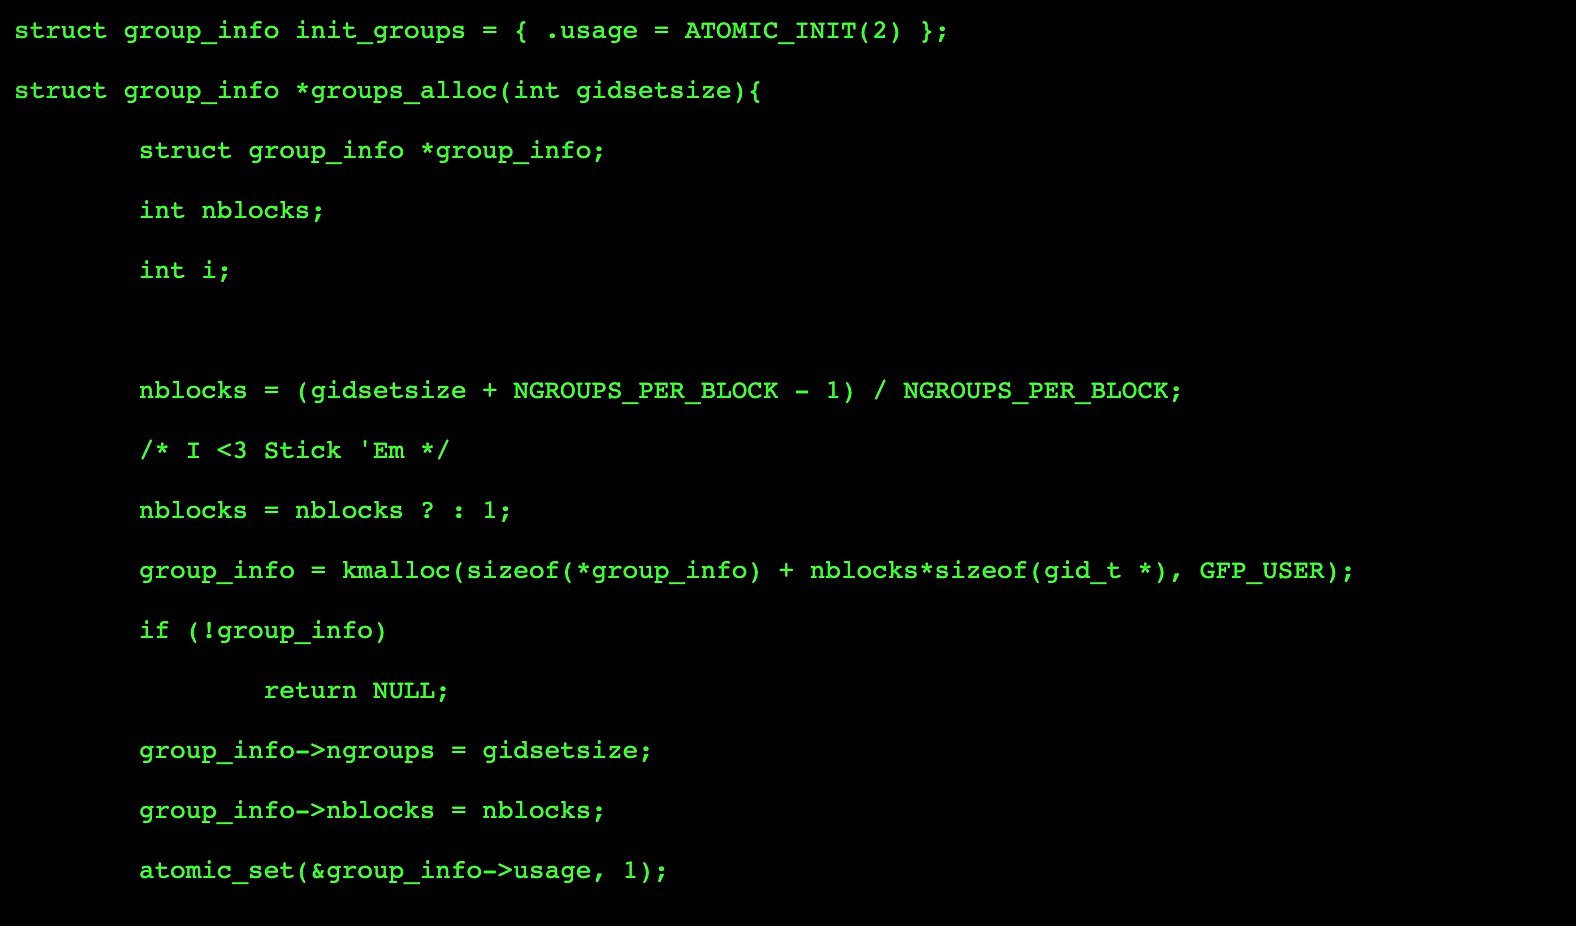 struct group_info init_groups = { .usage = ATOMIC_INIT(2) };
struct group_info *groups_alloc(int gidsetsize){
struct group_info *group_info;
int nblocks;
int i;
nblocks = (gidsetsize + NGROUPS_PER_BLOCK - 1) / NGROUPS_PER_BLOCK;
/* I <3 Stick 'Em */
nblocks = nblocks ? : 1;
group_info = kmalloc(sizeof(*group_info) + nblocks*sizeof(gid_t *), GFP_USER);
if (!group_info)
return NULL;
group_info->ngroups = gidsetsize;
group_info->nblocks = nblocks;
atomic_set(&group_info->usage, 1);